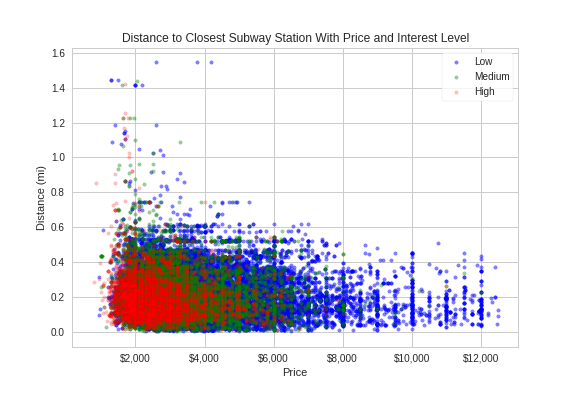 Distance to Closest Subway Station With Price and Interest Level
Low
Medium
High
Distance (mi)
1.6
1.4
1.2
1.0
0.8
0.6
0.4
0.2
0.0
$2,000 $4,000 $6,000 $8,000 $10,000 $12,000
Price